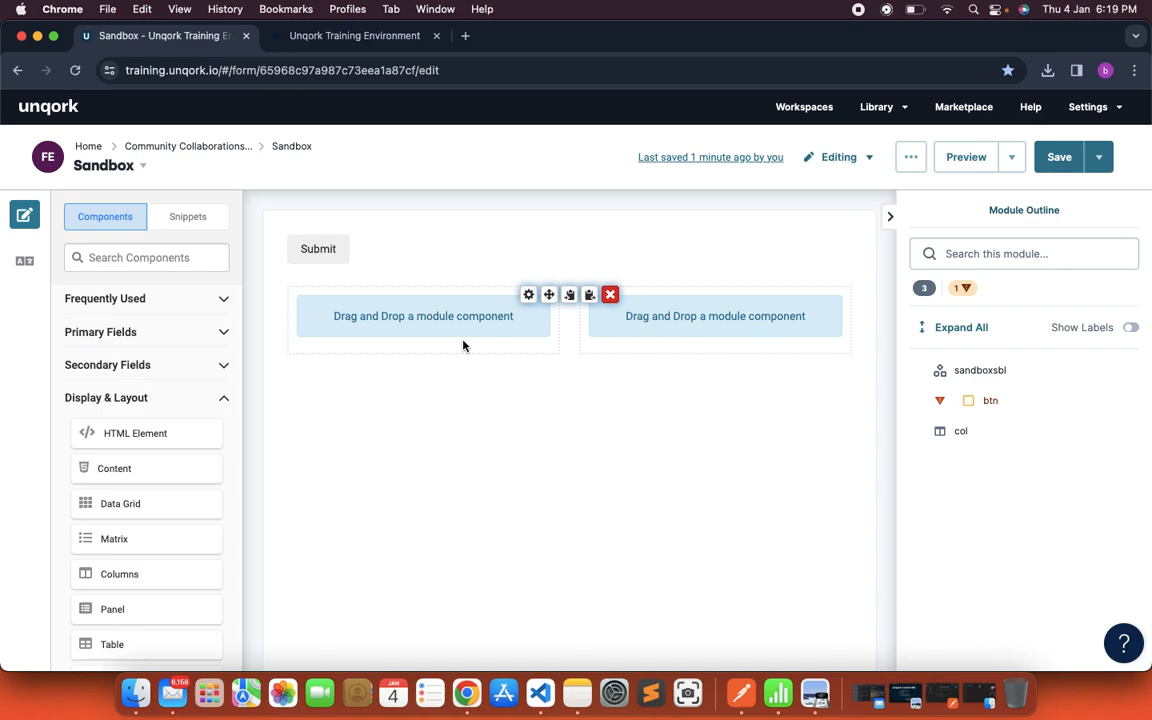 Chrome File Edit View History Bookmarks Profiles Tab Window Help Thu 4 Jan 6:19 PM
Sandbox - Unqork Training En Unqork Training Environment
training.unqork.io/#/form/65968c97a987c73eea1a87cf/edit b
unqork Workspaces Library Marketplace Help Settings
FE Home Community Collaborations... Sandbox
Sandbox Last saved 1 minute ago by you Editing ... Preview Save
Components Snippets
Search Components
Frequently Used
Primary Fields
Secondary Fields
Display & Layout
HTML Element
Content
Data Grid
Matrix
Columns
Panel
Table
Submit
Drag and Drop a module component Drag and Drop a module component
Module Outline
Search this module...
3 1
Expand All Show Labels
sandboxsbl
btn
col
?
6,158 JAN 4